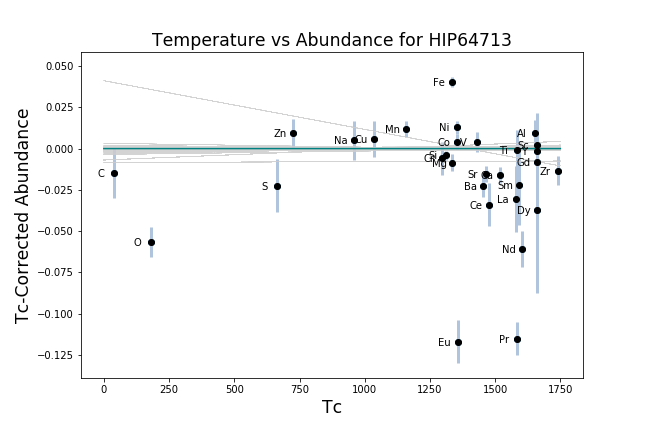 Temperature vs Abundance for HIP64713
Tc-Corrected Abundance
0.050
0.025
0.000
−0.025
−0.050
−0.075
−0.100
−0.125
Fe
Zn
Mn
Ni
Al
Na
Cu
Co
V
Sc
Ti
Y
Si
Cr
Mg
Gd
C
S
Sr
Ca
Zr
Ba
Sm
La
Ce
Dy
O
Nd
Eu
Pr
0
250
500
750
1000
1250
1500
1750
Tc